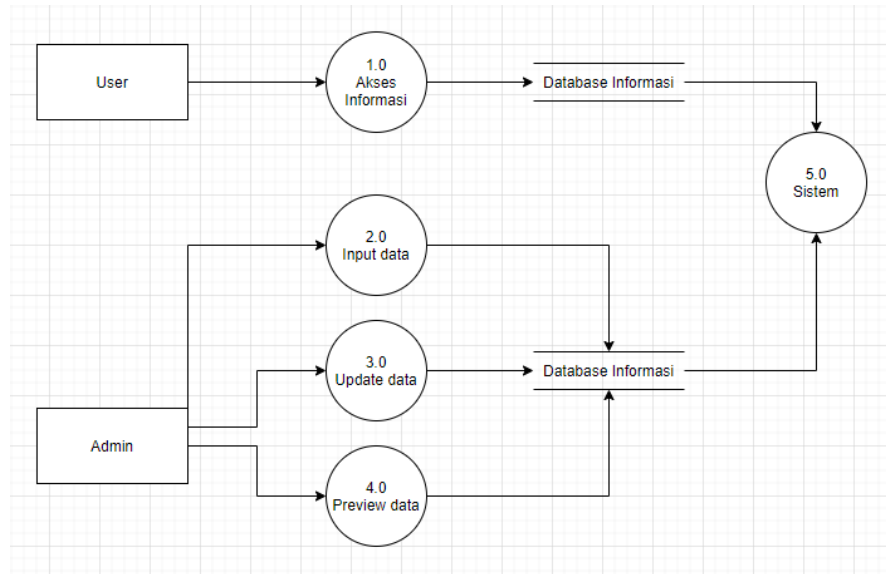 User
1.0
Akses
Informasi
Database Informasi
5.0
Sistem
2.0
Input data
3.0
Update data
Database Informasi
Admin
4.0
Preview data